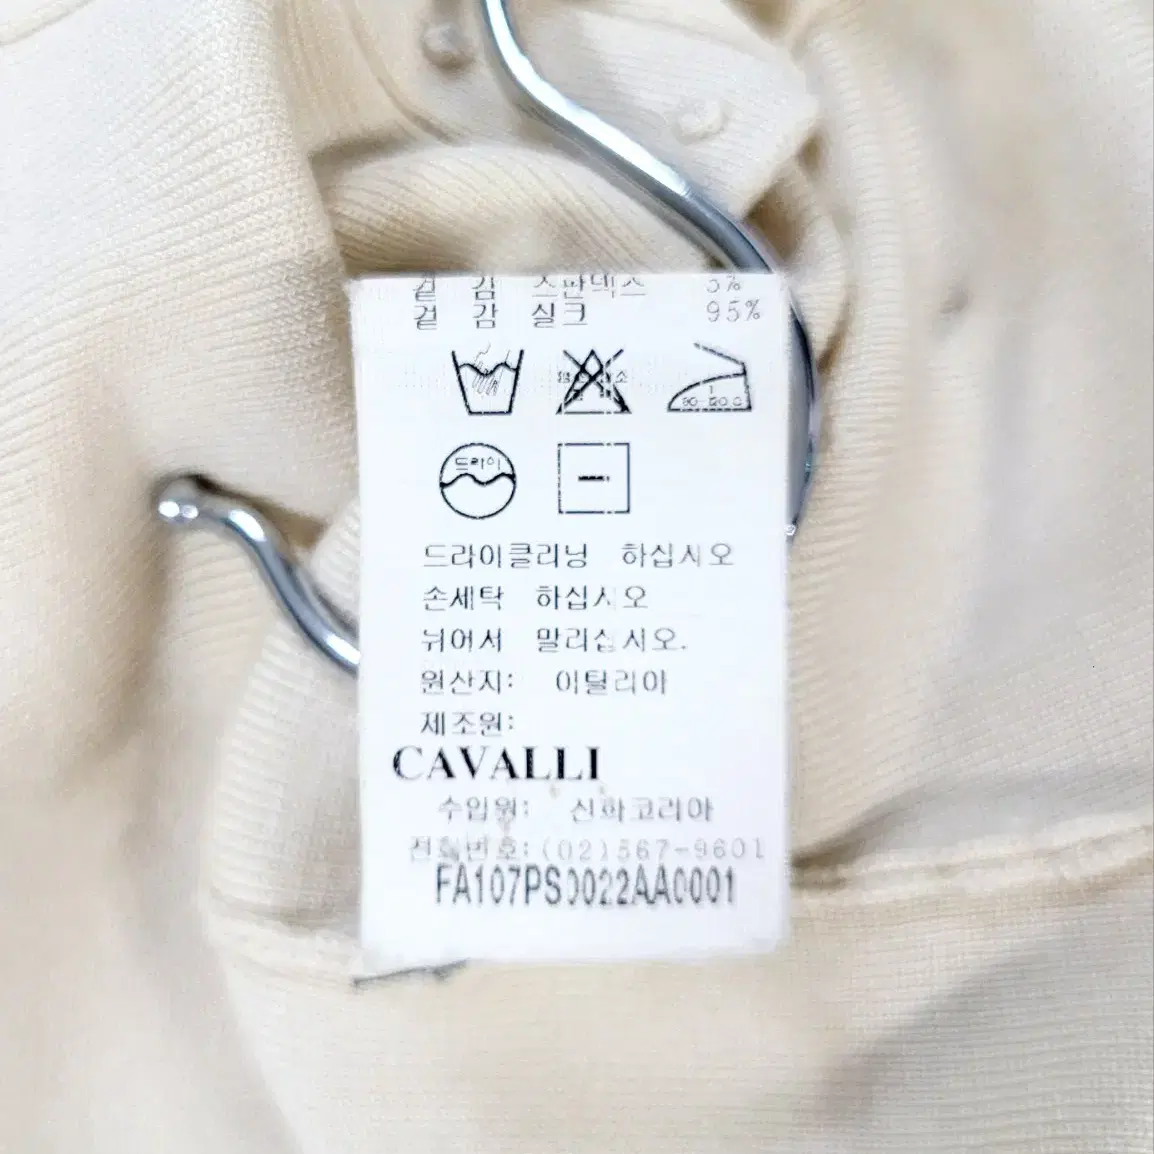 겉 감 스판덱스 5%
겉 감 실크 95%
드라이
드라이클리닝 하십시오
손세탁 하십시오
뉘어서 말리십시오.
원산지: 이탈리아
제조원:
CAVALLI
수입원: 신화코리아
전화번호:(02)567-9601
FA107PS0022AA0001